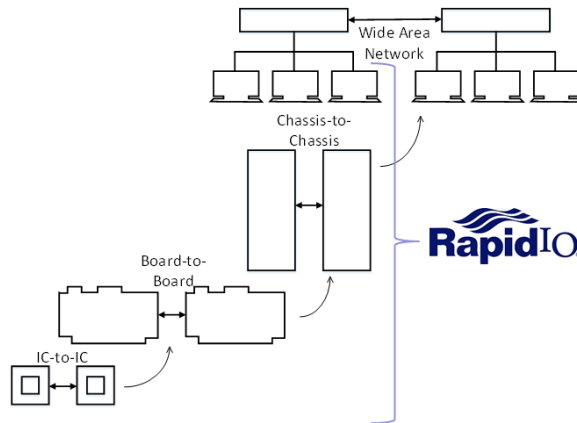 Wide Area
Network
Chassis-to-
Chassis
RapidIO
Board-to-
Board
IC-to-IC